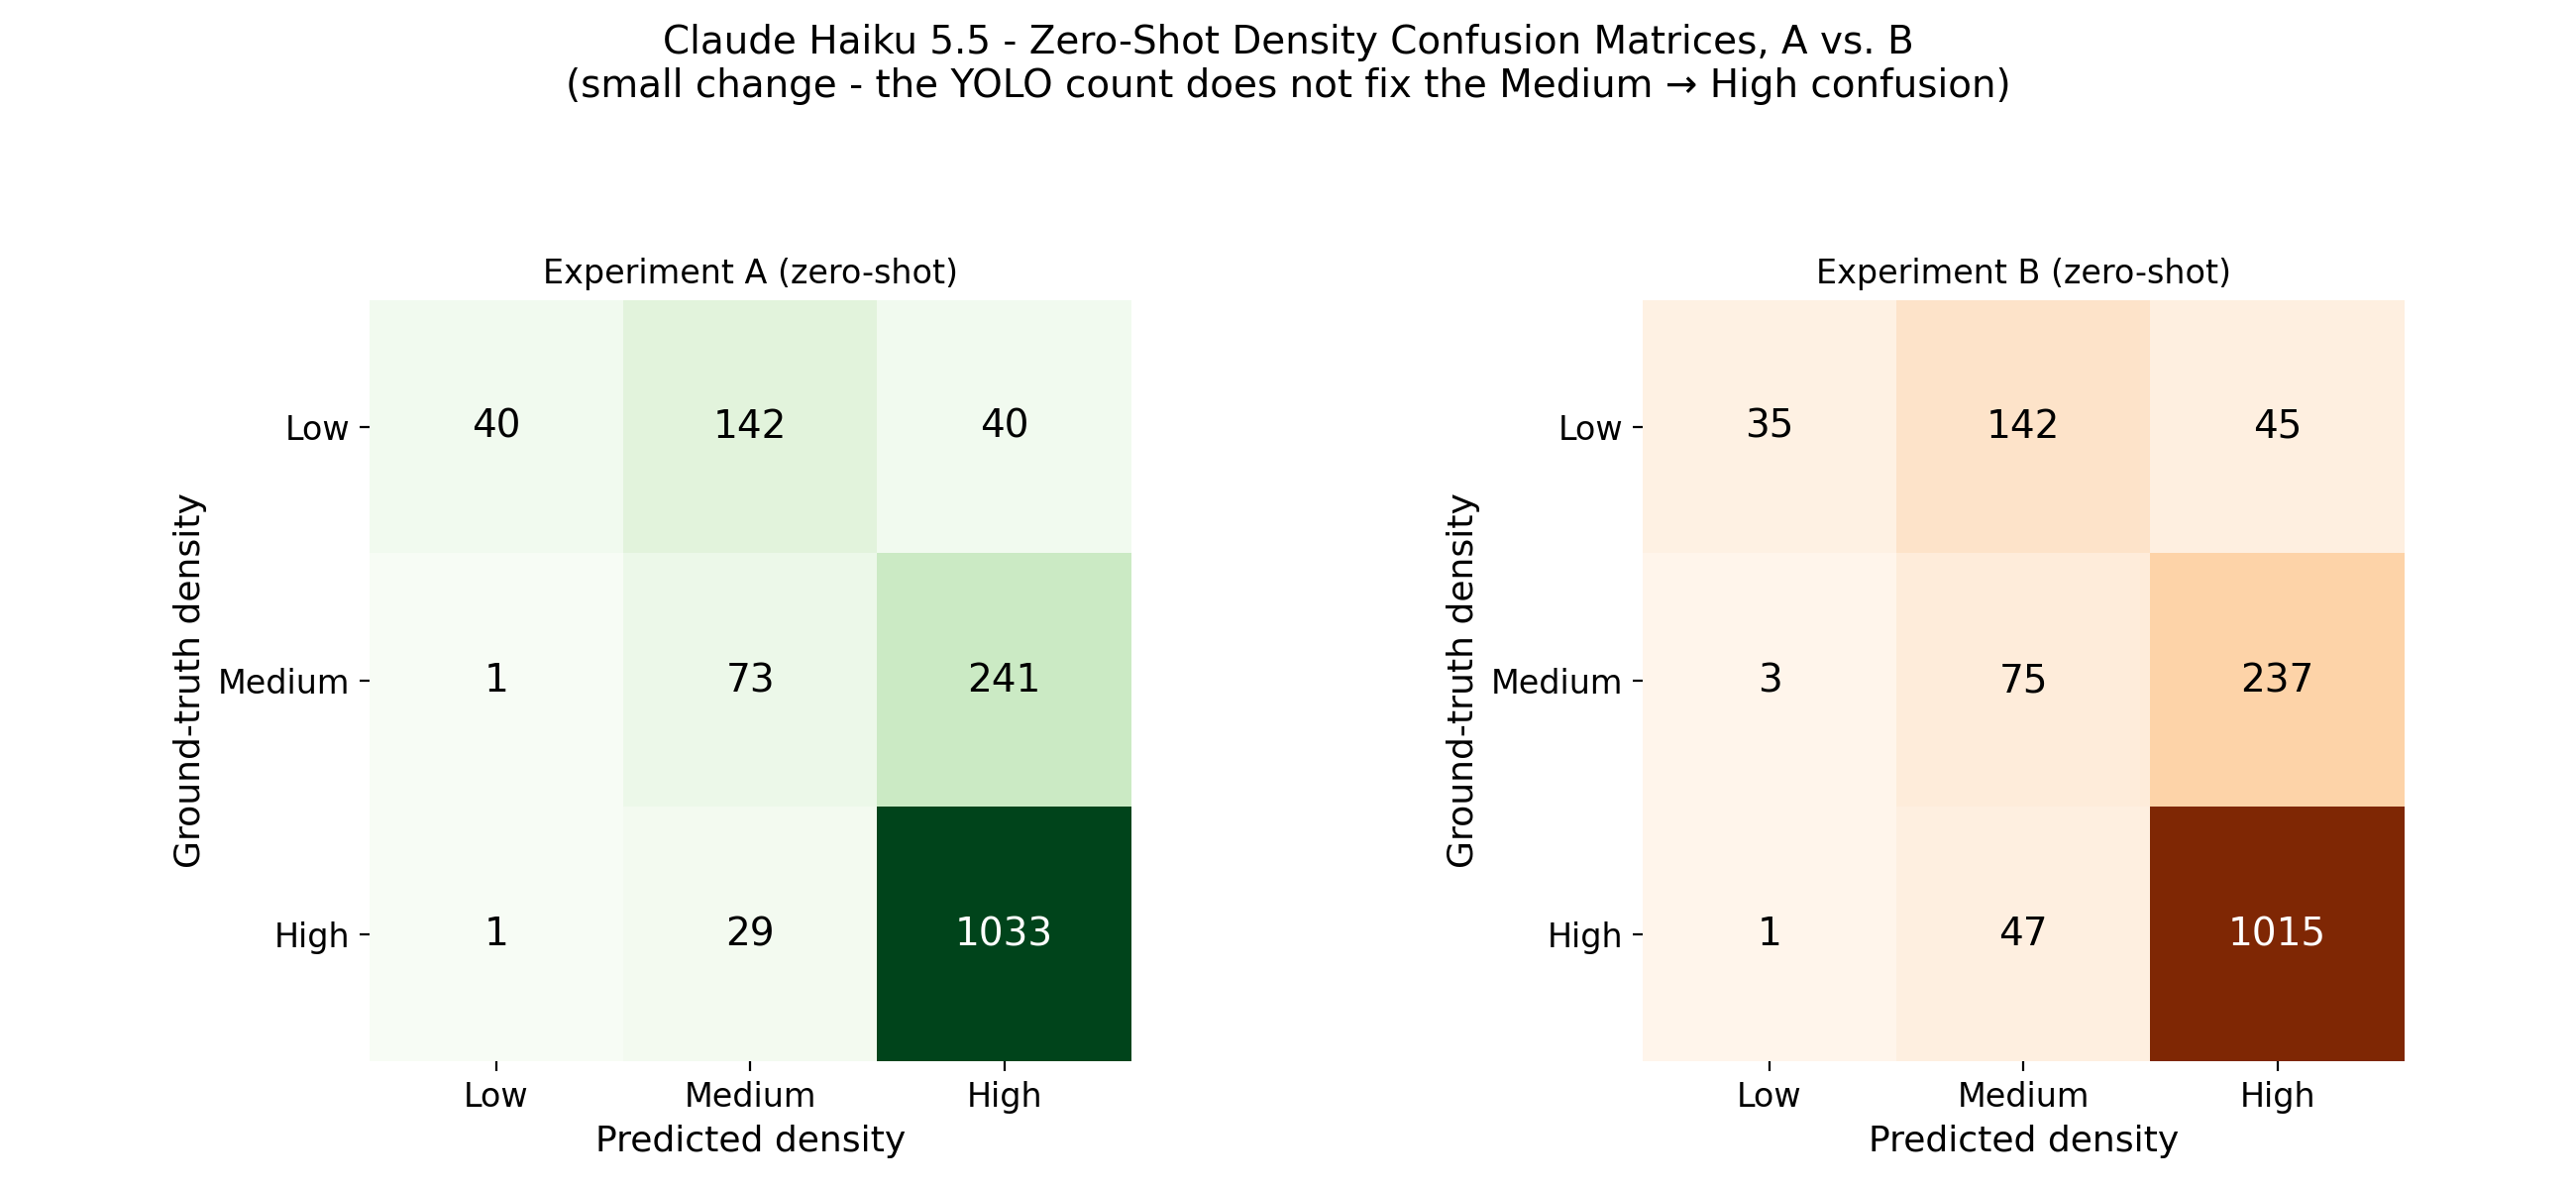 Claude Haiku 5.5 - Zero-Shot Density Confusion Matrices, A vs. B
(small change - the YOLO count does not fix the Medium → High confusion)
Experiment A (zero-shot)
Ground-truth density
Low 40 142 40
Medium 1 73 241
High 1 29 1033
Low Medium High
Predicted density
Experiment B (zero-shot)
Ground-truth density
Low 35 142 45
Medium 3 75 237
High 1 47 1015
Low Medium High
Predicted density